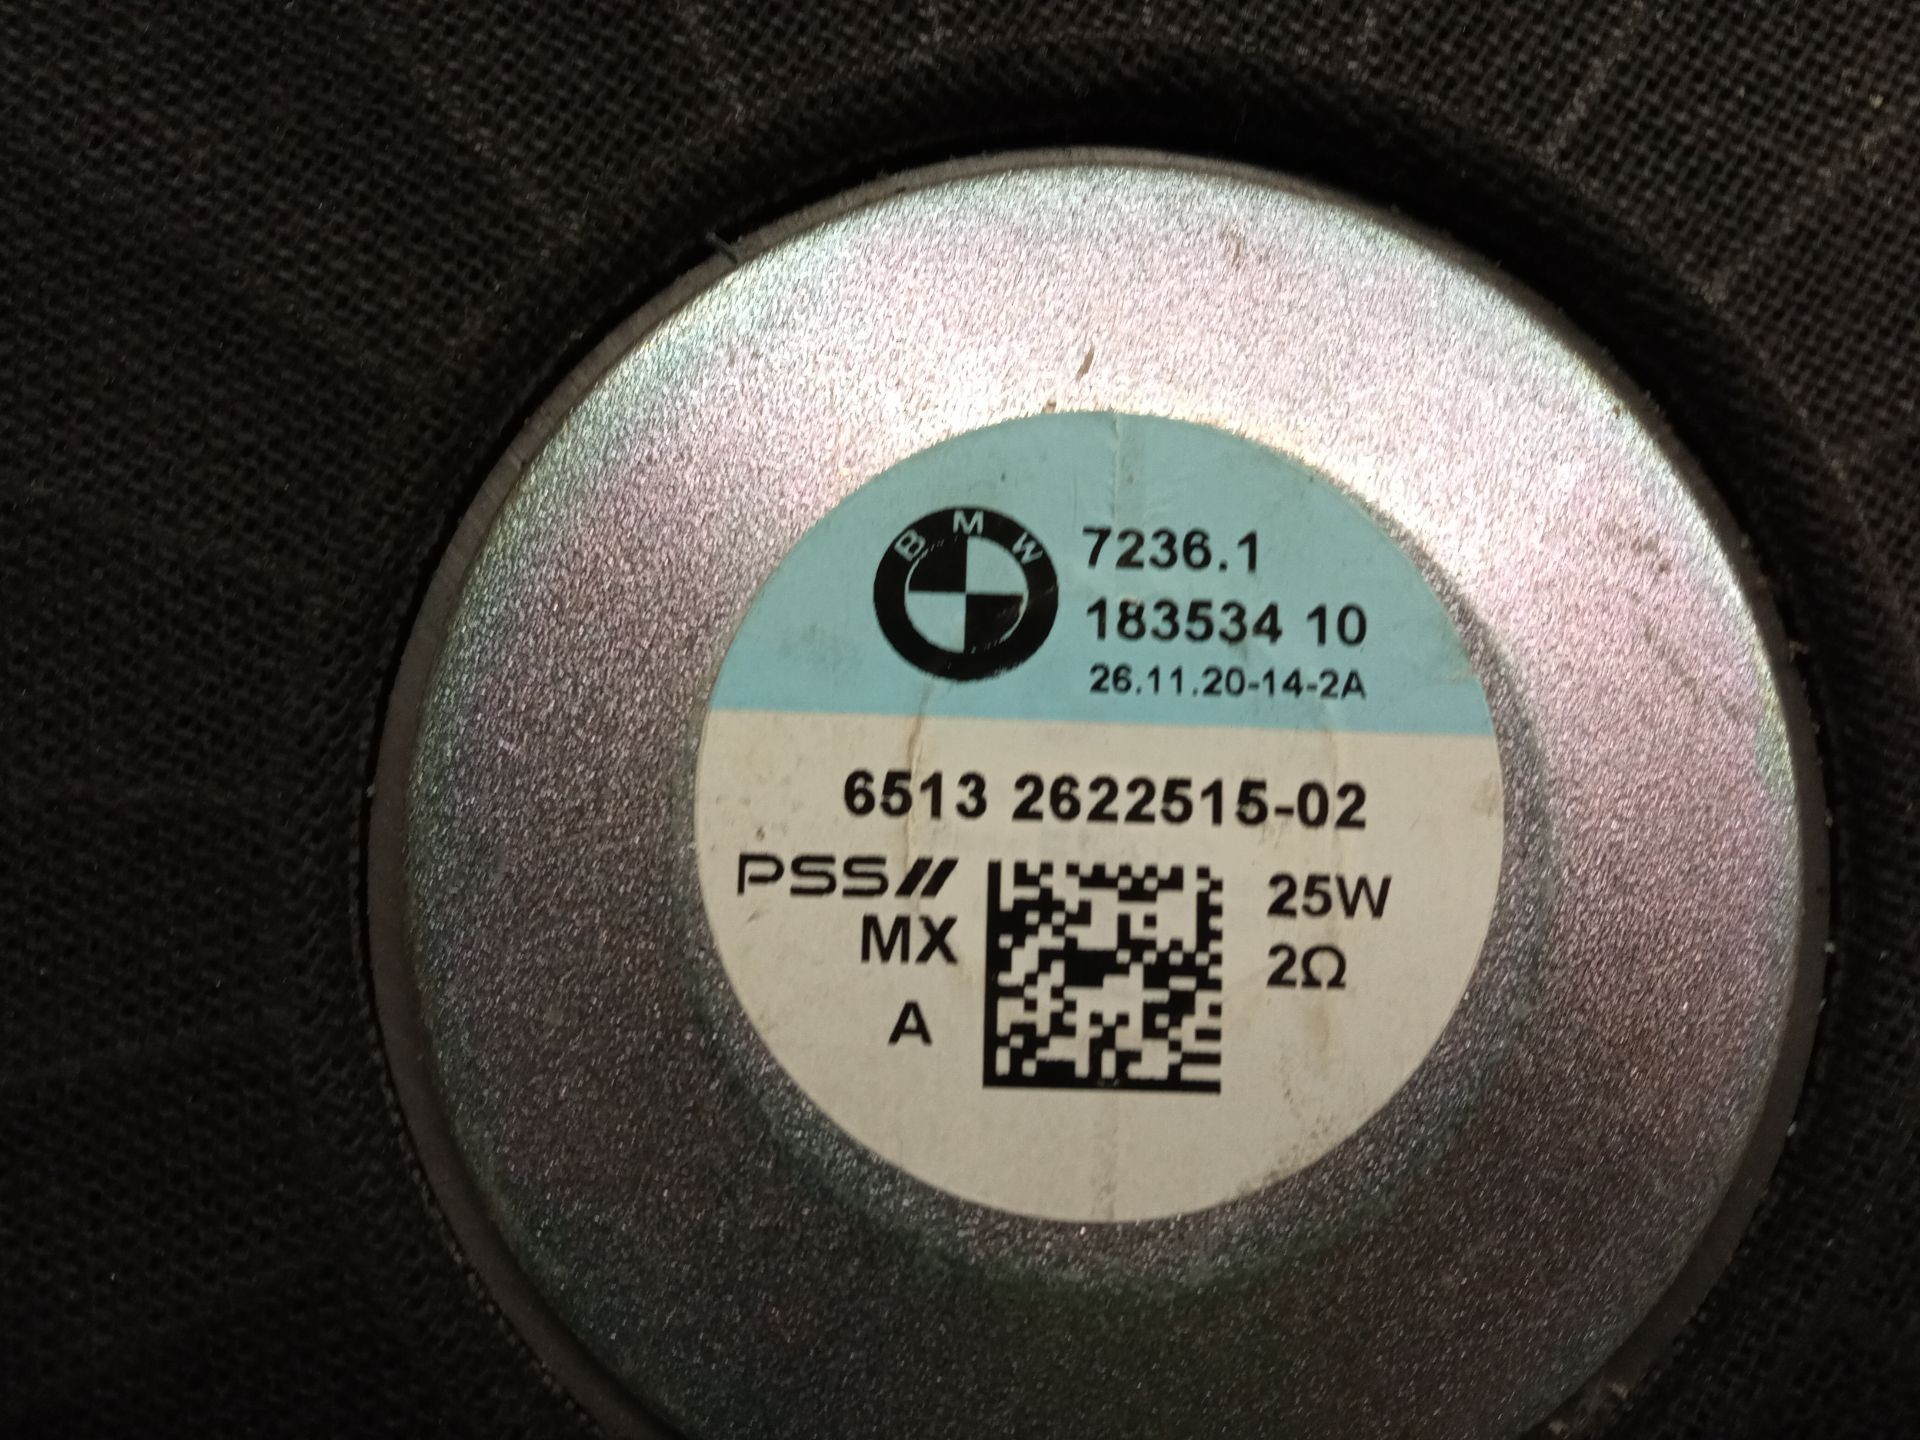 BMW
7236.1
183534 10
26.11.20-14-2A
6513 2622515-02
PSS//
25W
MX
2Ω
A